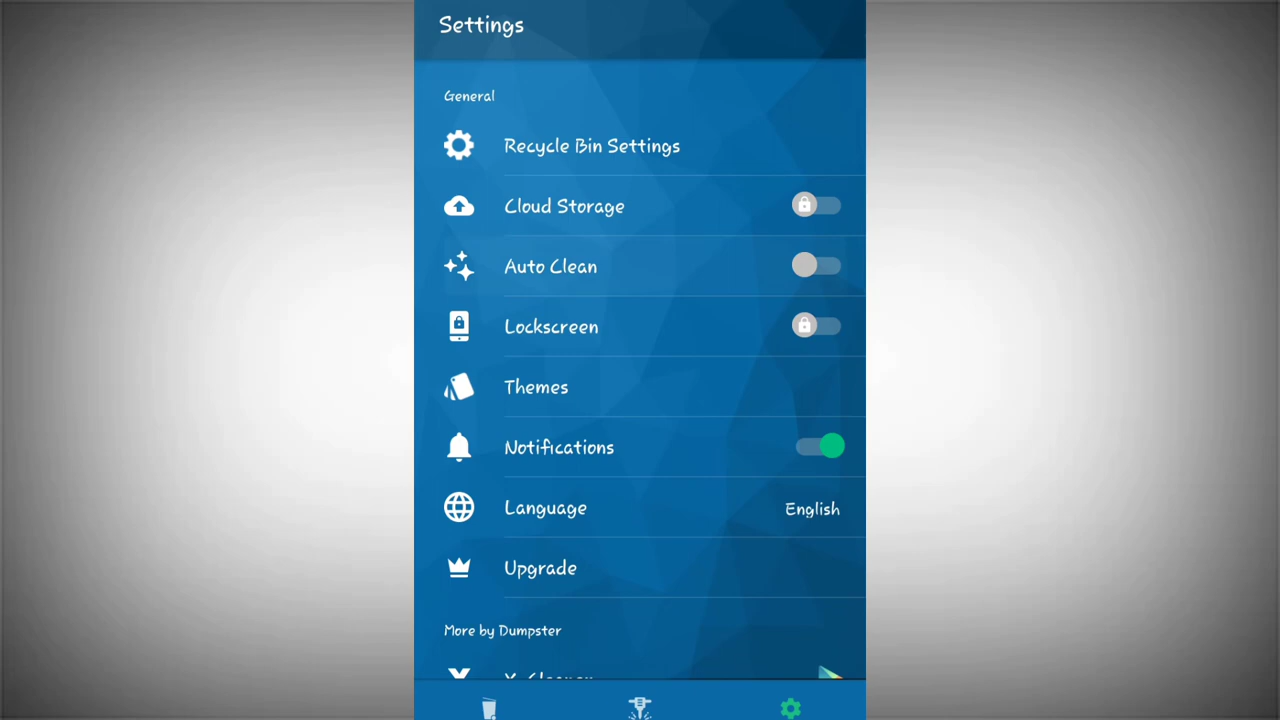 Settings
General
Recycle Bin Settings
Cloud Storage
Auto Clean
Lockscreen
Themes
Notifications
Language English
Upgrade
More by Dumpster